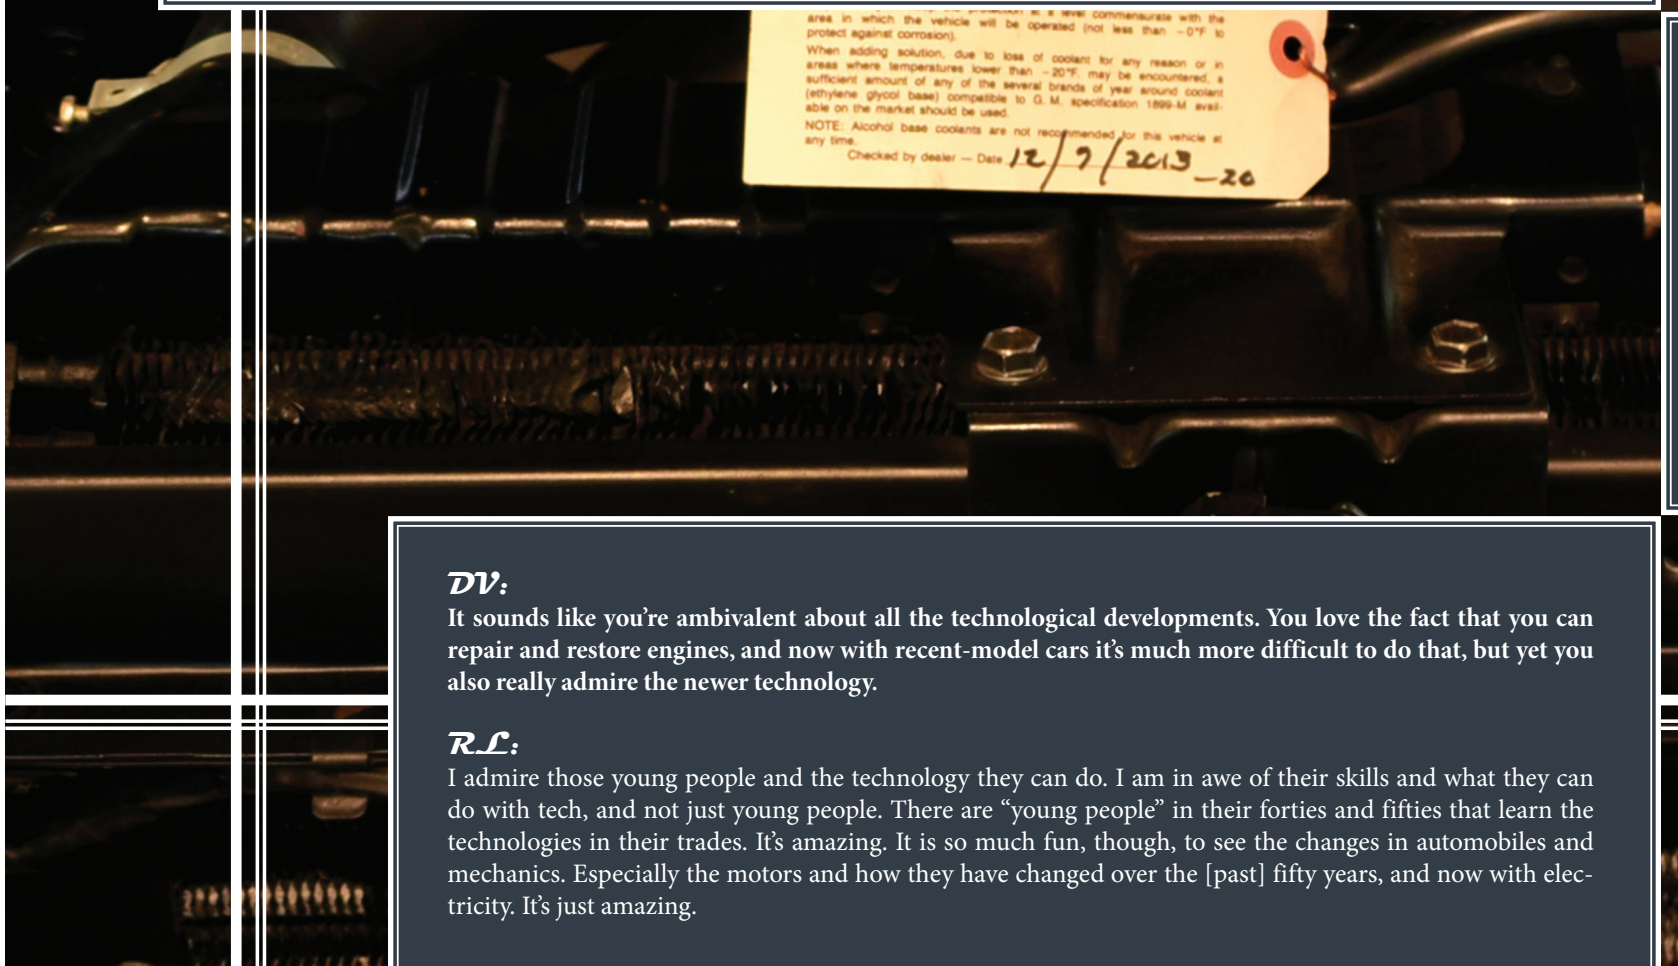 area in which the vehicle will be operated (not less than -0°F to
protect against corrosion).
When adding solution, due to loss of coolant for any reason or in
areas where temperatures lower than -20°F. may be encountered, a
sufficient amount of any of the several brands of year around coolant
(ethylene glycol base) compatible to G. M. specification 1899-M avail-
able on the market should be used.
NOTE: Alcohol base coolants are not recommended for this vehicle at
any time.
Checked by dealer — Date 12/9/2013 -20
DV:
It sounds like you’re ambivalent about all the technological developments. You love the fact that you can
repair and restore engines, and now with recent-model cars it’s much more difficult to do that, but yet you
also really admire the newer technology.
RL:
I admire those young people and the technology they can do. I am in awe of their skills and what they can
do with tech, and not just young people. There are “young people” in their forties and fifties that learn the
technologies in their trades. It’s amazing. It is so much fun, though, to see the changes in automobiles and
mechanics. Especially the motors and how they have changed over the [past] fifty years, and now with elec-
tricity. It’s just amazing.